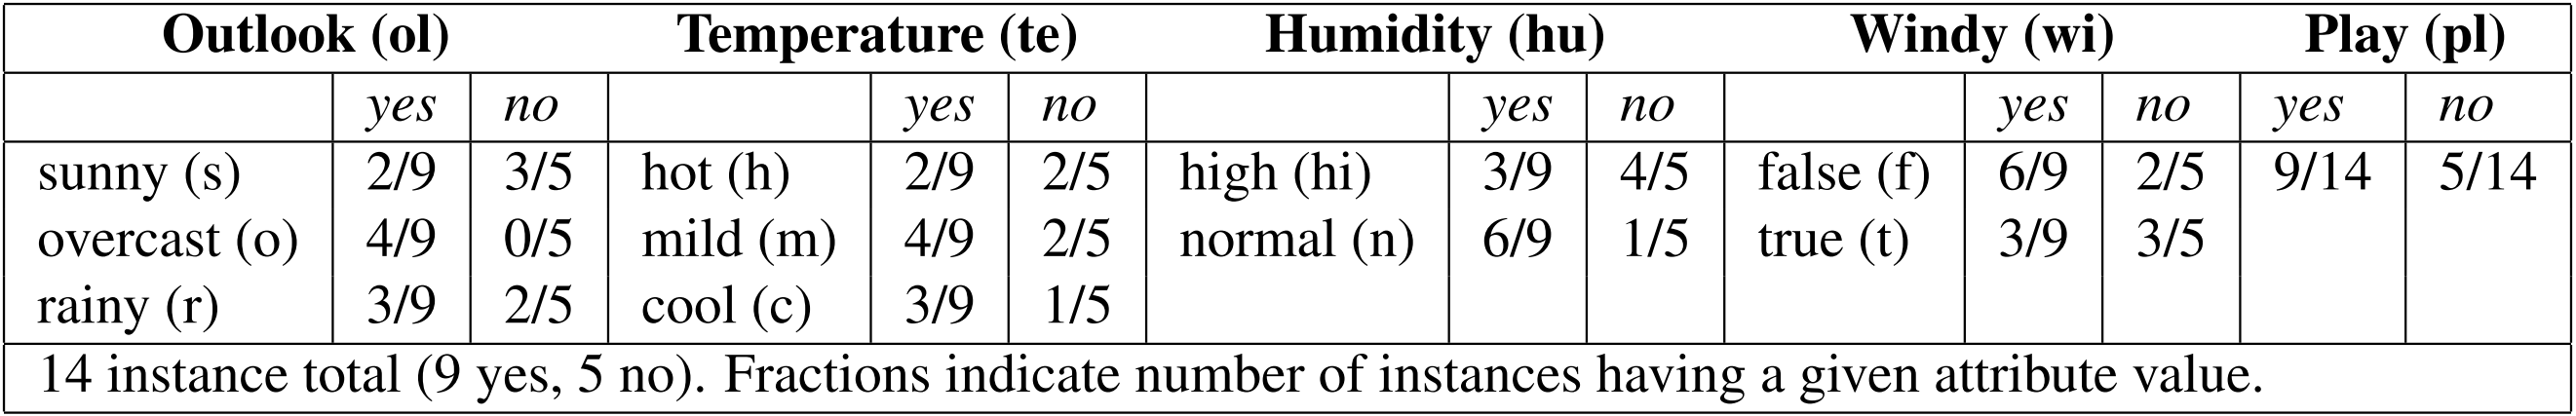 Outlook (ol) Temperature (te) Humidity (hu) Windy (wi) Play (pl)
yes no yes no yes no yes no yes no
sunny (s) 2/9 3/5 hot (h) 2/9 2/5 high (hi) 3/9 4/5 false (f) 6/9 2/5 9/14 5/14
overcast (o) 4/9 0/5 mild (m) 4/9 2/5 normal (n) 6/9 1/5 true (t) 3/9 3/5
rainy (r) 3/9 2/5 cool (c) 3/9 1/5
14 instance total (9 yes, 5 no). Fractions indicate number of instances having a given attribute value.